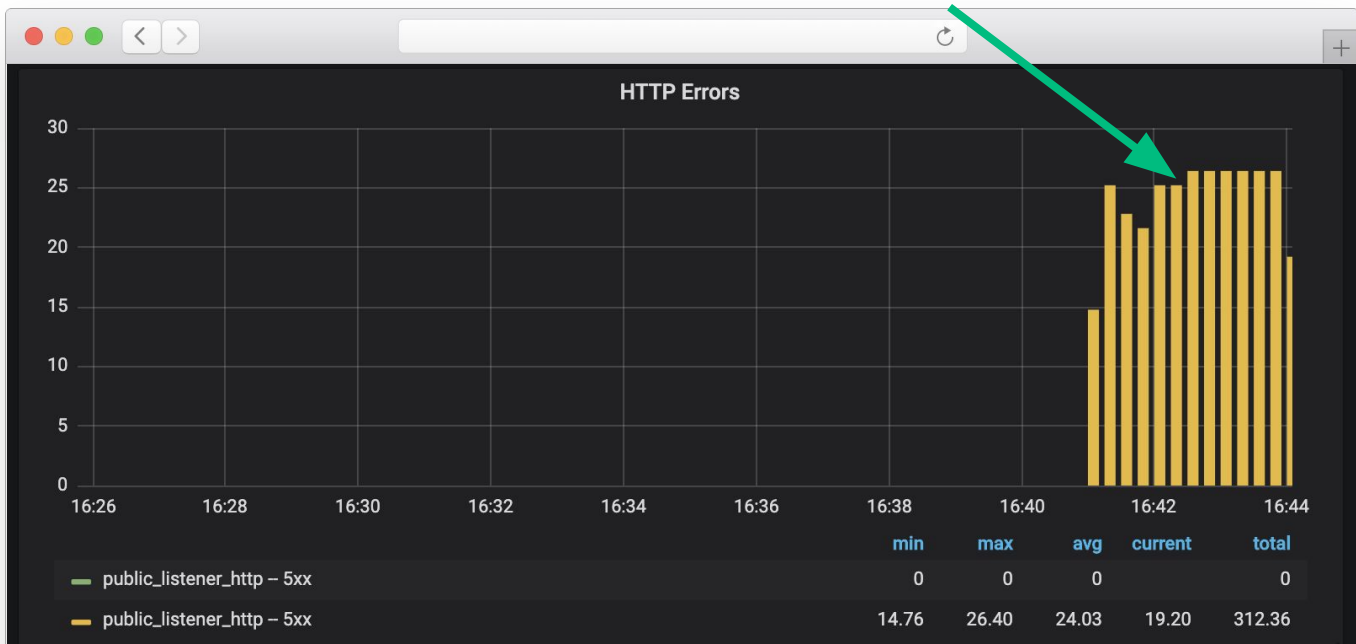 HTTP Errors
30
25
20
15
10
5
0
16:26 16:28 16:30 16:32 16:34 16:36 16:38 16:40 16:42 16:44
min max avg current total
public_listener_http – 5xx 0 0 0 0
public_listener_http – 5xx 14.76 26.40 24.03 19.20 312.36